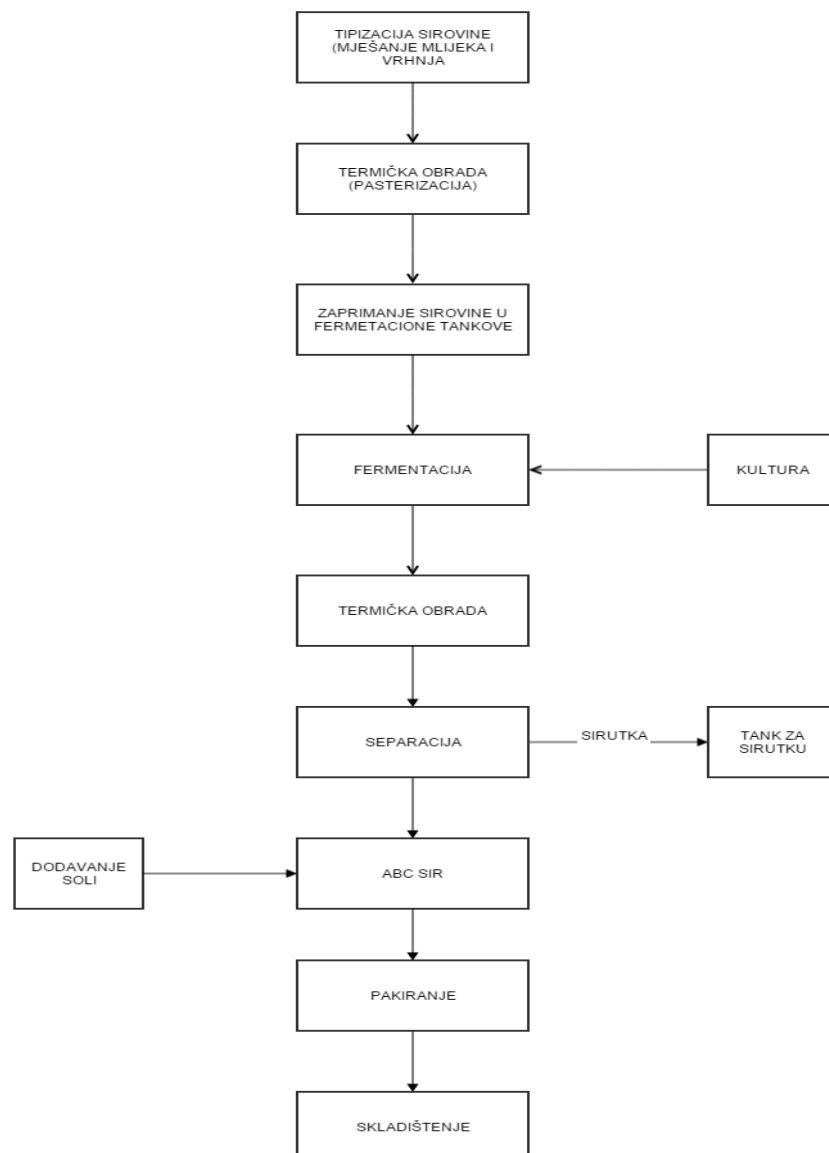 TIPIZACIJA SIROVINE
(MJEŠANJE MLIJEKA I
VRHNJA
TERMIČKA OBRADA
(PASTERIZACIJA)
ZAPRIMANJE SIROVINE U
FERMETACIONE TANKOVE
FERMENTACIJA
KULTURA
TERMIČKA OBRADA
SEPARACIJA
SIRUTKA
TANK ZA
SIRUTKU
DODAVANJE
SOLI
ABC SIR
PAKIRANJE
SKLADIŠTENJE